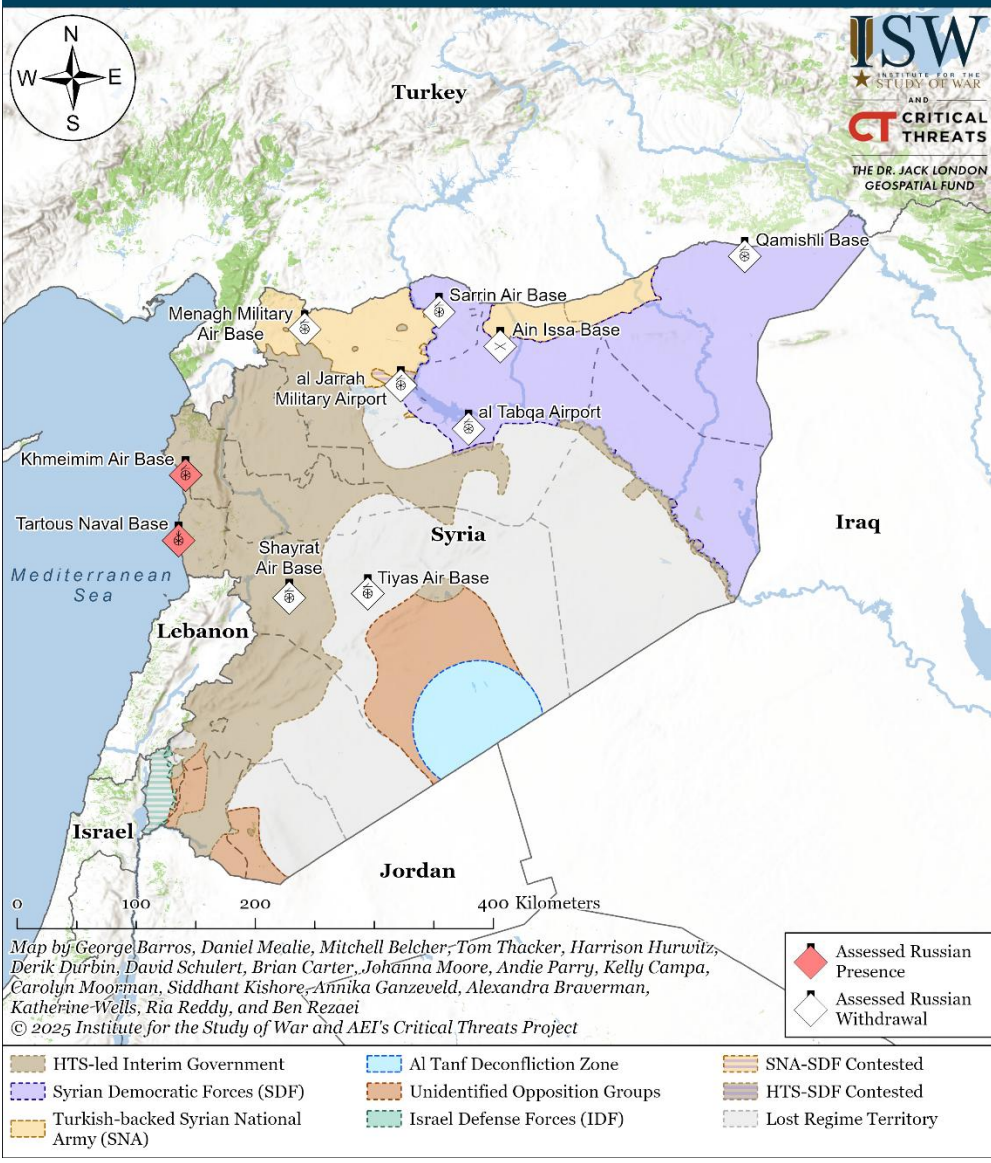 N
W E
S
ISW
INSTITUTE FOR THE
STUDY OF WAR
AND
CT CRITICAL
THREATS
THE DR. JACK LONDON
GEOSPATIAL FUND
Turkey
Qamishli Base
Sarrin Air Base
Menagh Military
Air Base
Ain Issa Base
al Jarrah
Military Airport
al Tabqa Airport
Khmeimim Air Base
Tartous Naval Base
Syria
Iraq
Shayrat
Air Base
Tiyas Air Base
Mediterranean
Sea
Lebanon
Israel
Jordan
0 100 200 400 Kilometers
Map by George Barros, Daniel Mealie, Mitchell Belcher, Tom Thacker, Harrison Hurwitz,
Derik Durbin, David Schulert, Brian Carter, Johanna Moore, Andie Parry, Kelly Campa,
Carolyn Moorman, Siddhant Kishore, Annika Ganzeveld, Alexandra Braverman,
Katherine Wells, Ria Reddy, and Ben Rezaei
© 2025 Institute for the Study of War and AEI's Critical Threats Project
Assessed Russian
Presence
Assessed Russian
Withdrawal
HTS-led Interim Government
Syrian Democratic Forces (SDF)
Turkish-backed Syrian National
Army (SNA)
Al Tanf Deconfliction Zone
Unidentified Opposition Groups
Israel Defense Forces (IDF)
SNA-SDF Contested
HTS-SDF Contested
Lost Regime Territory